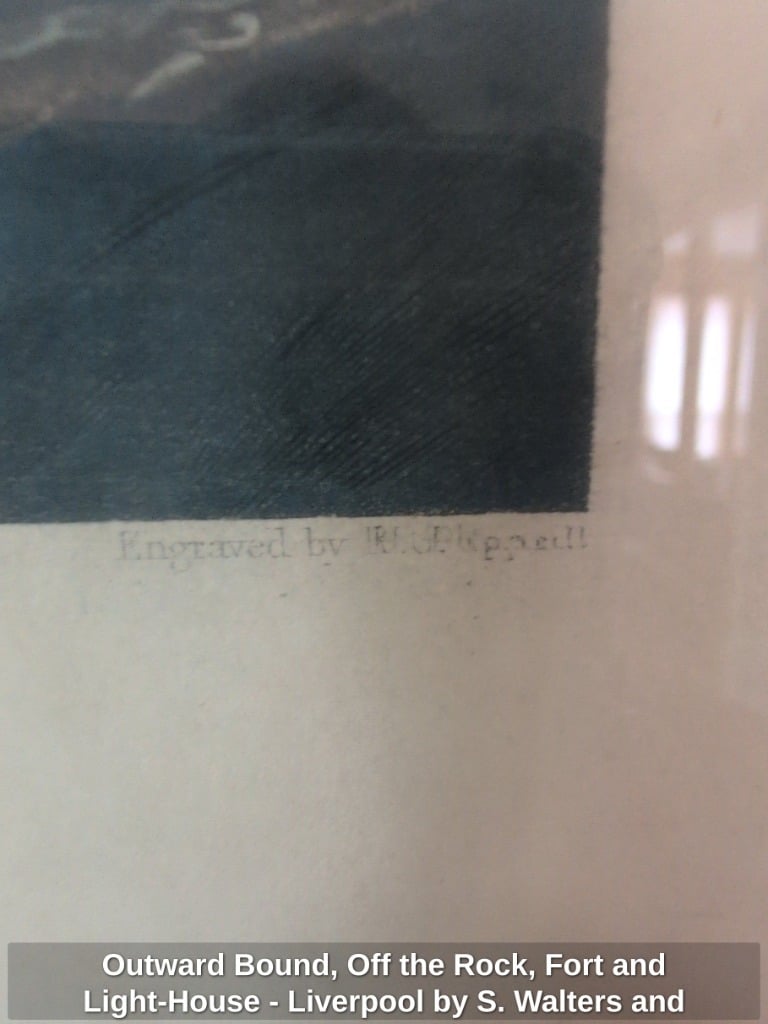 Engraved by
Outward Bound, Off the Rock, Fort and
Light-House - Liverpool by S. Walters and